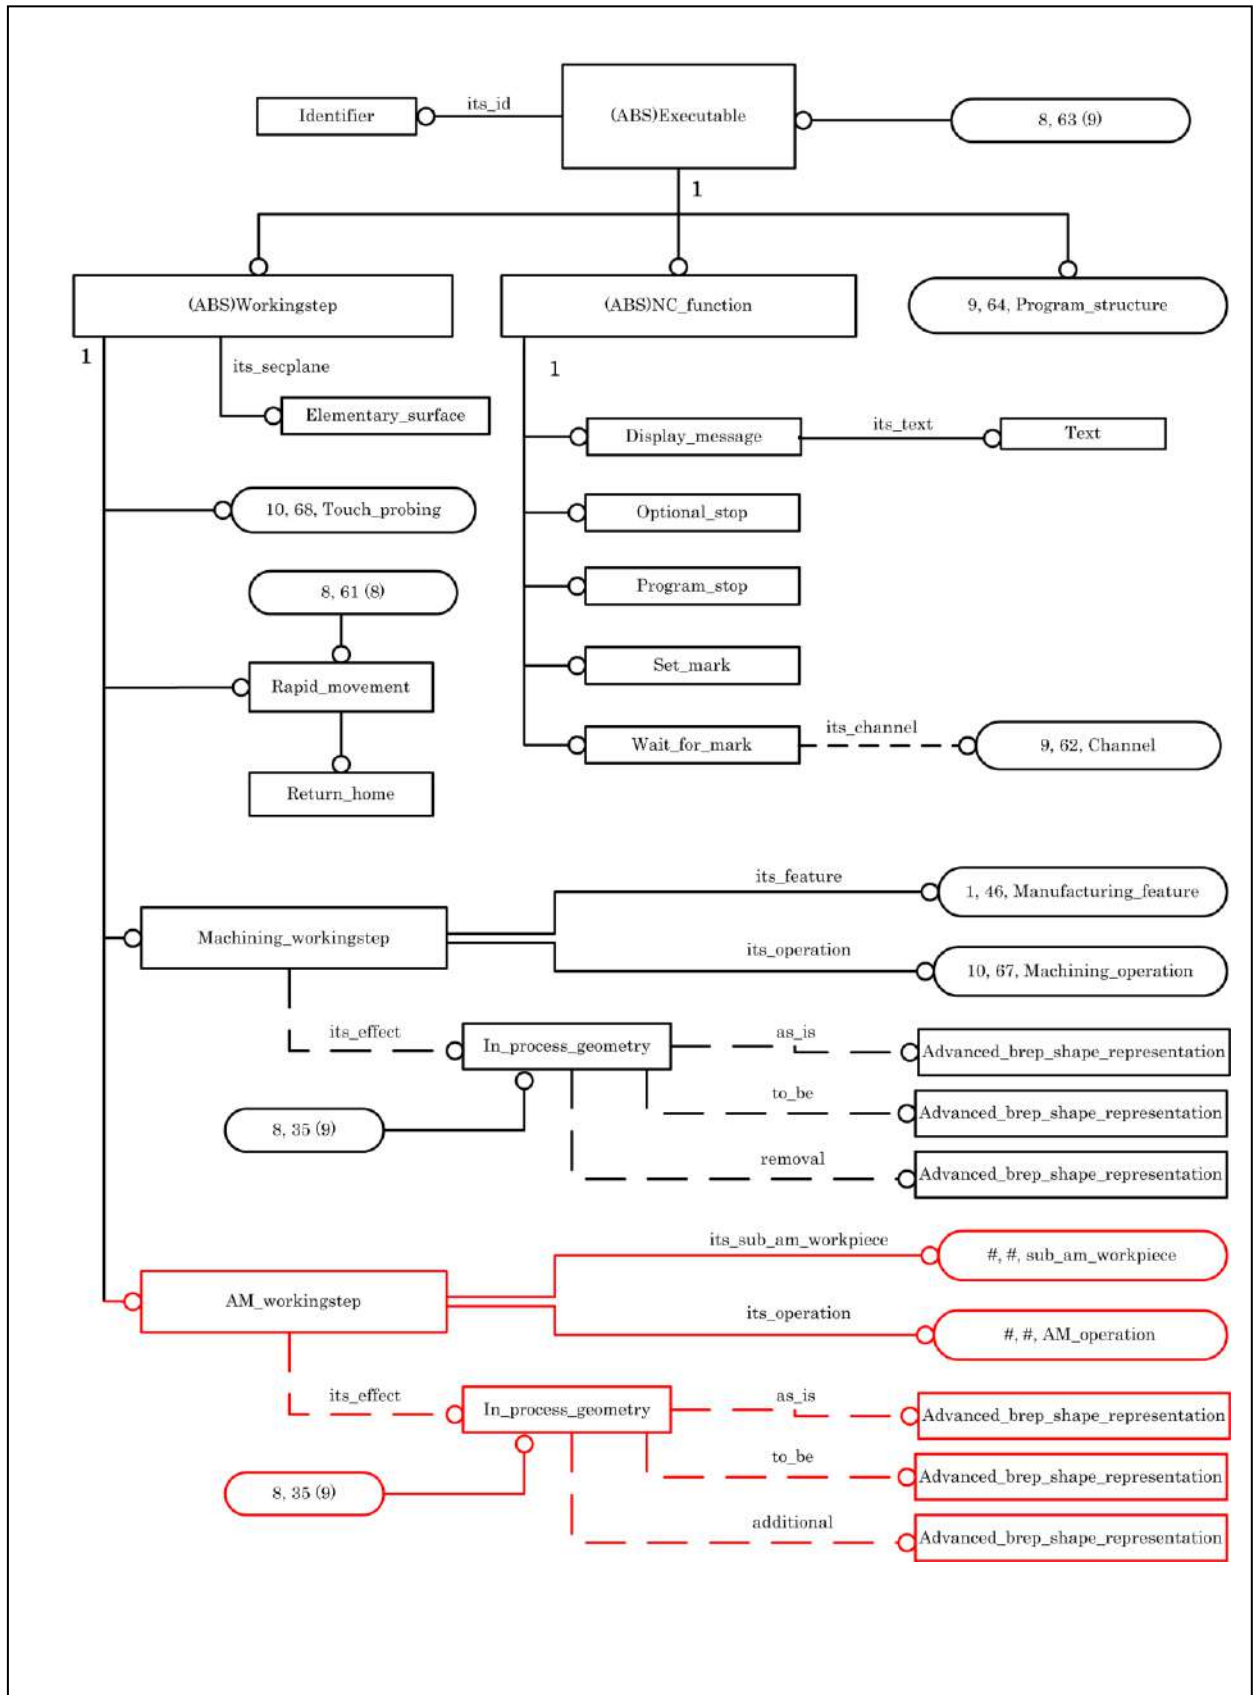 its_id
Identifier
(ABS)Executable
8, 63 (9)
1
(ABS)Workingstep
(ABS)NC_function
9, 64, Program_structure
1
its_secplane
1
Elementary_surface
Display_message
its_text
Text
10, 68, Touch_probing
Optional_stop
8, 61 (8)
Program_stop
Rapid_movement
Set_mark
its_channel
Wait_for_mark
9, 62, Channel
Return_home
its_feature
1, 46, Manufacturing_feature
Machining_workingstep
its_operation
10, 67, Machining_operation
its_effect
In_process_geometry
as_is
Advanced_brep_shape_representation
to_be
Advanced_brep_shape_representation
8, 35 (9)
removal
Advanced_brep_shape_representation
its_sub_am_workpiece
#, #, sub_am_workpiece
AM_workingstep
its_operation
#, #, AM_operation
its_effect
In_process_geometry
as_is
Advanced_brep_shape_representation
to_be
Advanced_brep_shape_representation
8, 35 (9)
additional
Advanced_brep_shape_representation